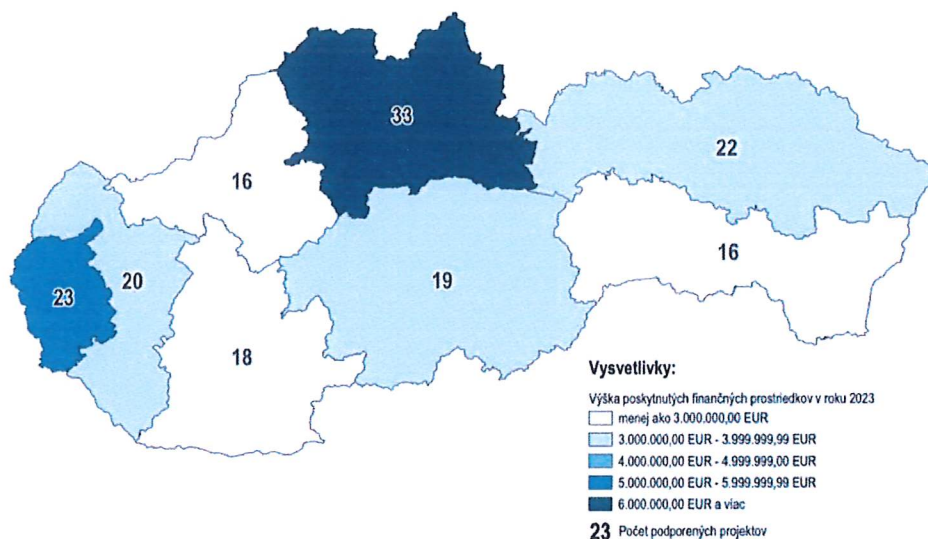 33
22
16
16
20
19
23
18
Vysvetlivky:
Výška poskytnutých finančných prostriedkov v roku 2023
menej ako 3.000.000,00 EUR
3.000.000,00 EUR - 3.999.999,99 EUR
4.000.000,00 EUR - 4.999.999,00 EUR
5.000.000,00 EUR - 5.999.999,99 EUR
6.000.000,00 EUR a viac
23 Počet podporených projektov